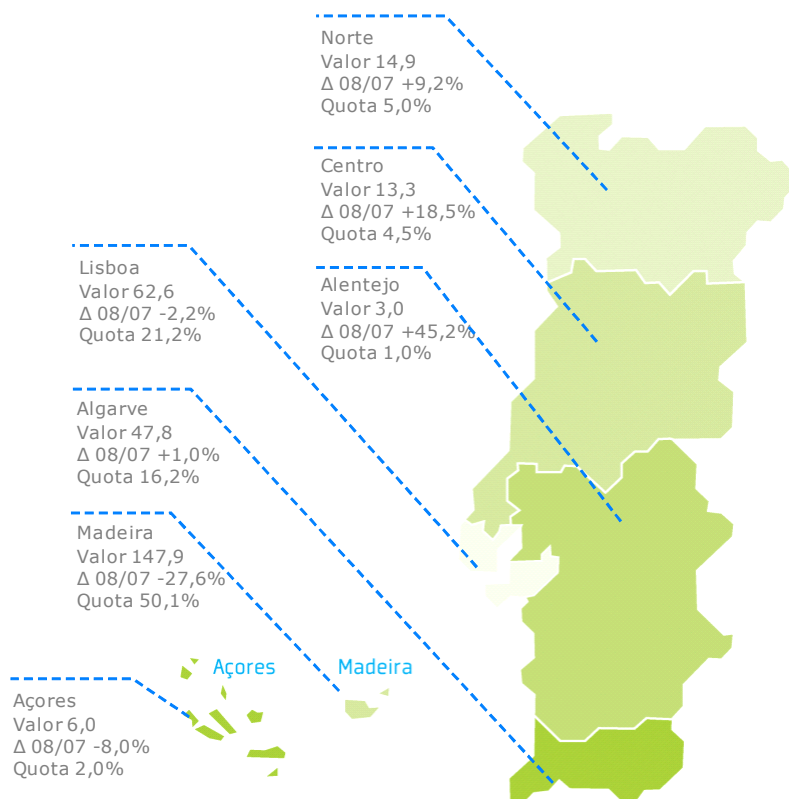 Norte
Valor 14,9
Δ 08/07 +9,2%
Quota 5,0%
Centro
Valor 13,3
Δ 08/07 +18,5%
Quota 4,5%
Lisboa
Valor 62,6
Δ 08/07 -2,2%
Quota 21,2%
Alentejo
Valor 3,0
Δ 08/07 +45,2%
Quota 1,0%
Algarve
Valor 47,8
Δ 08/07 +1,0%
Quota 16,2%
Madeira
Valor 147,9
Δ 08/07 -27,6%
Quota 50,1%
Açores
Madeira
Açores
Valor 6,0
Δ 08/07 -8,0%
Quota 2,0%